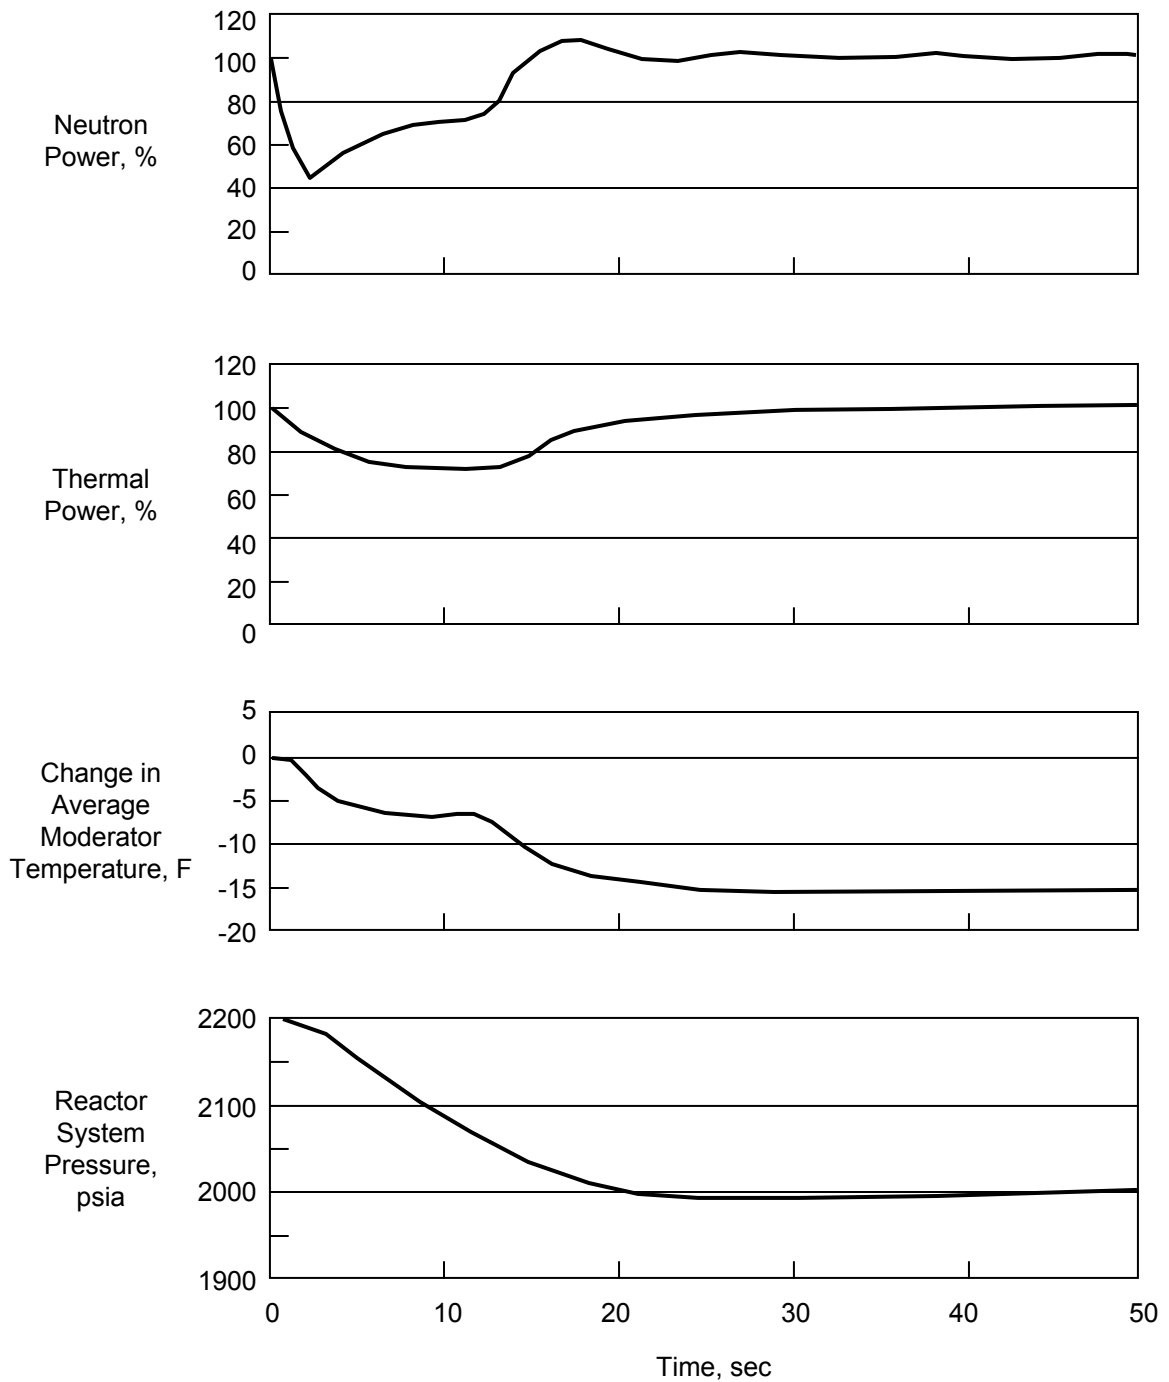 120
100
80
60
40
20
0
Neutron
Power, %
120
100
80
60
40
20
0
Thermal
Power, %
5
0
-5
-10
-15
-20
Change in
Average
Moderator
Temperature, F
2200
2100
2000
1900
Reactor
System
Pressure,
psia
0 10 20 30 40 50
Time, sec